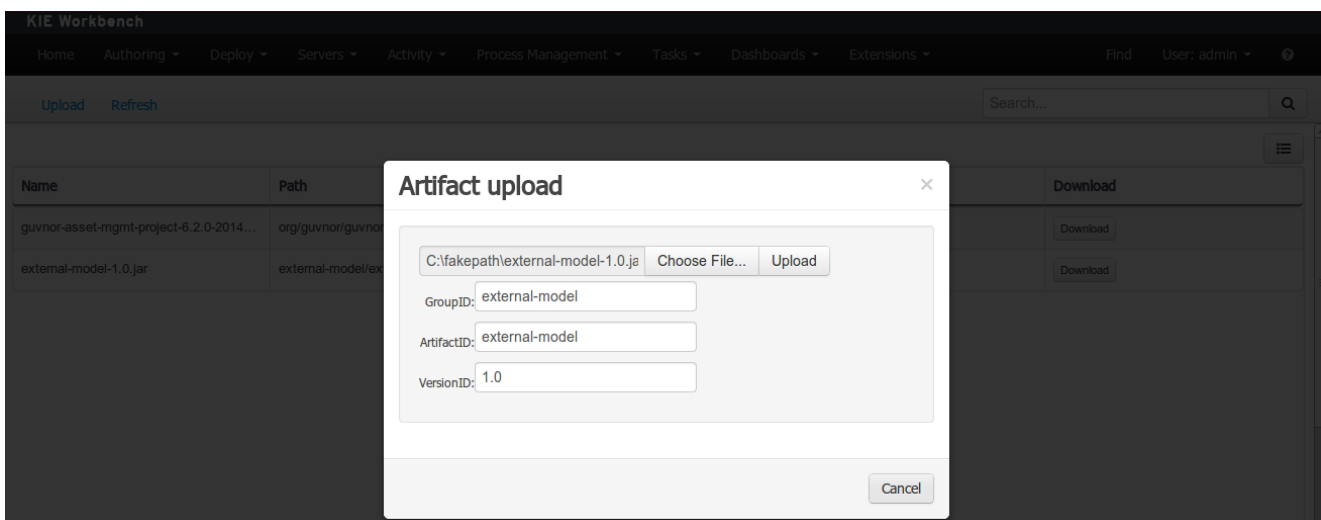 KIE Workbench
Home Authoring Deploy Servers Activity Process Management Tasks Dashboards Extensions Find User: admin
Upload Refresh Search...
Artifact upload ×
Name Path Download
guvnor-asset-mgmt-project-6.2.0-2014... org/guvnor/guvnor Download
C:\fakepath\external-model-1.0.ja Choose File... Upload
external-model-1.0.jar external-model/ex Download
GroupID: external-model
ArtifactID: external-model
VersionID: 1.0
Cancel